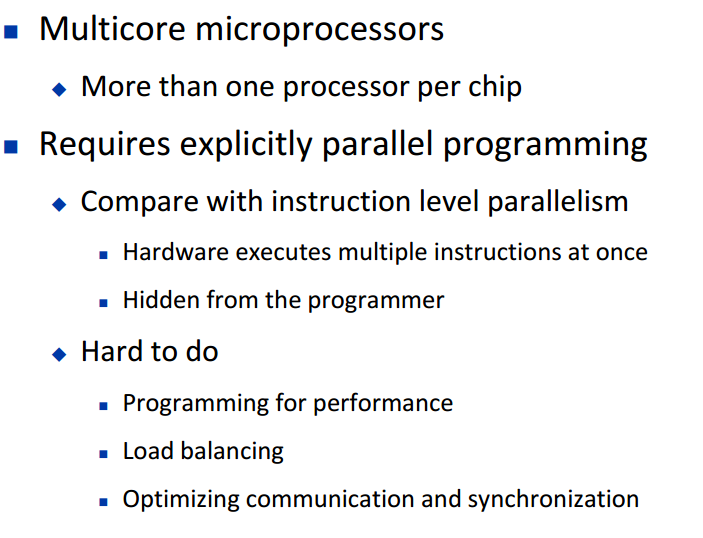 Multicore microprocessors
More than one processor per chip
Requires explicitly parallel programming
Compare with instruction level parallelism
Hardware executes multiple instructions at once
Hidden from the programmer
Hard to do
Programming for performance
Load balancing
Optimizing communication and synchronization